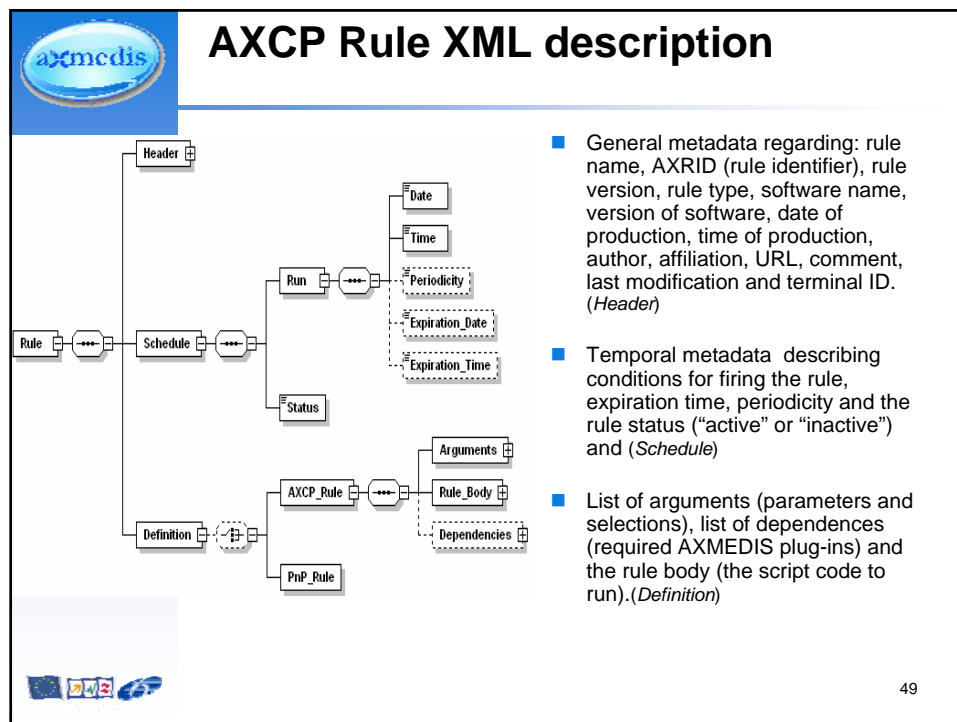 axmedis
AXCP Rule XML description
Header
Date
Time
Run
Periodicity
Expiration_Date
Rule
Schedule
Expiration_Time
Status
Arguments
AXCP_Rule
Rule_Body
Definition
Dependencies
PnP_Rule
General metadata regarding: rule
name, AXRID (rule identifier), rule
version, rule type, software name,
version of software, date of
production, time of production,
author, affiliation, URL, comment,
last modification and terminal ID.
(Header)
Temporal metadata describing
conditions for firing the rule,
expiration time, periodicity and the
rule status (“active” or “inactive”)
and (Schedule)
List of arguments (parameters and
selections), list of dependences
(required AXMEDIS plug-ins) and
the rule body (the script code to
run).(Definition)
49